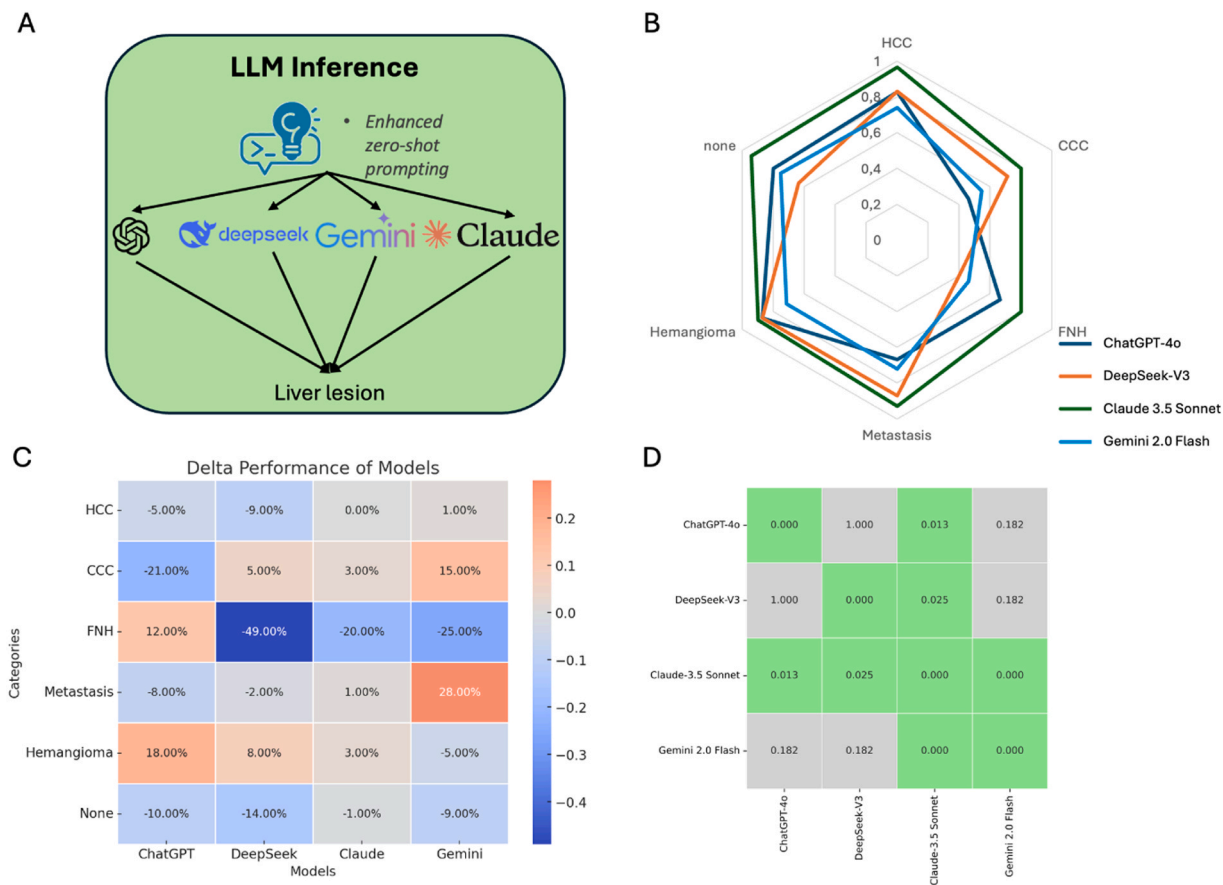 A
LLM Inference
• Enhanced
zero-shot
prompting
deepseek
Gemini
Claude
Liver lesion
B
HCC
1
0,8
0,6
0,4
0,2
0
none
CCC
Hemangioma
FNH
Metastasis
ChatGPT-4o
DeepSeek-V3
Claude 3.5 Sonnet
Gemini 2.0 Flash
C
Delta Performance of Models
Categories
HCC -5.00% -9.00% 0.00% 1.00%
CCC -21.00% 5.00% 3.00% 15.00%
FNH 12.00% -49.00% -20.00% -25.00%
Metastasis -8.00% -2.00% 1.00% 28.00%
Hemangioma 18.00% 8.00% 3.00% -5.00%
None -10.00% -14.00% -1.00% -9.00%
ChatGPT DeepSeek Claude Gemini
Models
0.2
0.1
0.0
−0.1
−0.2
−0.3
−0.4
D
ChatGPT-4o 0.000 1.000 0.013 0.182
DeepSeek-V3 1.000 0.000 0.025 0.182
Claude-3.5 Sonnet 0.013 0.025 0.000 0.000
Gemini 2.0 Flash 0.182 0.182 0.000 0.000
ChatGPT-4o
DeepSeek-V3
Claude-3.5 Sonnet
Gemini 2.0 Flash